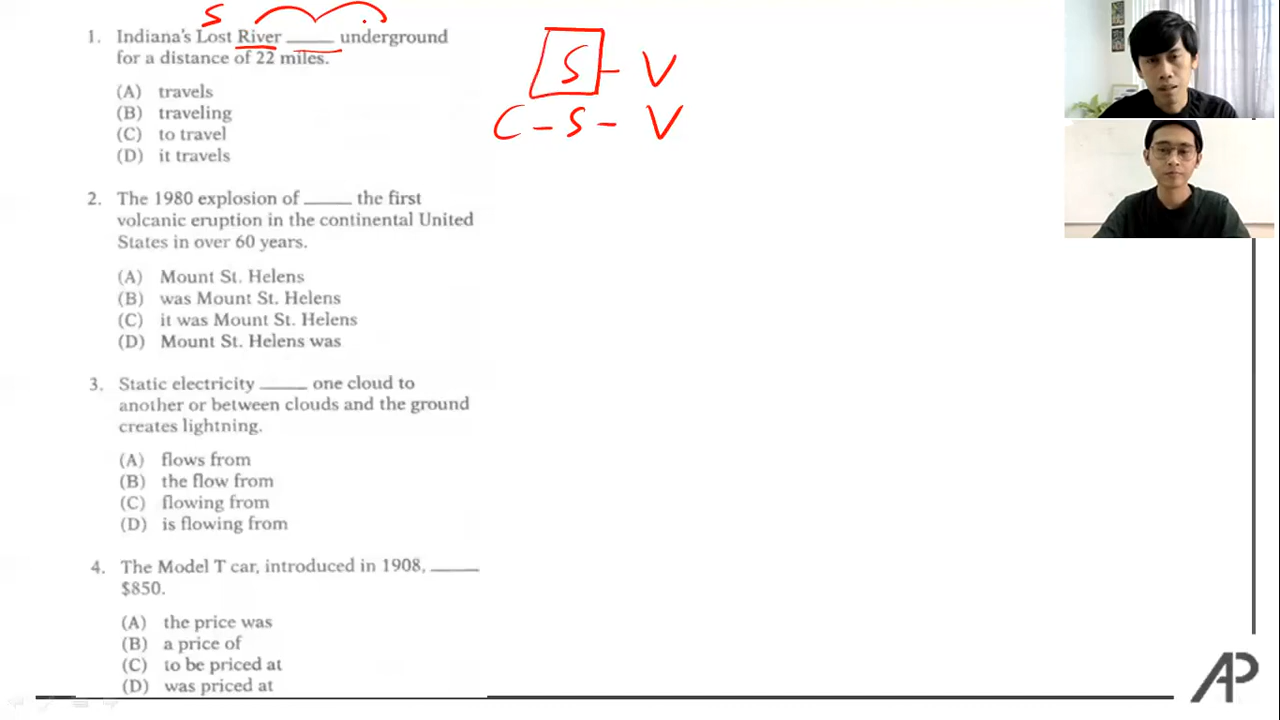 S
1. Indiana's Lost River _____ underground
for a distance of 22 miles.
(A) travels
(B) traveling
(C) to travel
(D) it travels
S - V
C - S - V
2. The 1980 explosion of _____ the first
volcanic eruption in the continental United
States in over 60 years.
(A) Mount St. Helens
(B) was Mount St. Helens
(C) it was Mount St. Helens
(D) Mount St. Helens was
3. Static electricity _____ one cloud to
another or between clouds and the ground
creates lightning.
(A) flows from
(B) the flow from
(C) flowing from
(D) is flowing from
4. The Model T car, introduced in 1908, _____
$850.
(A) the price was
(B) a price of
(C) to be priced at
(D) was priced at
AP